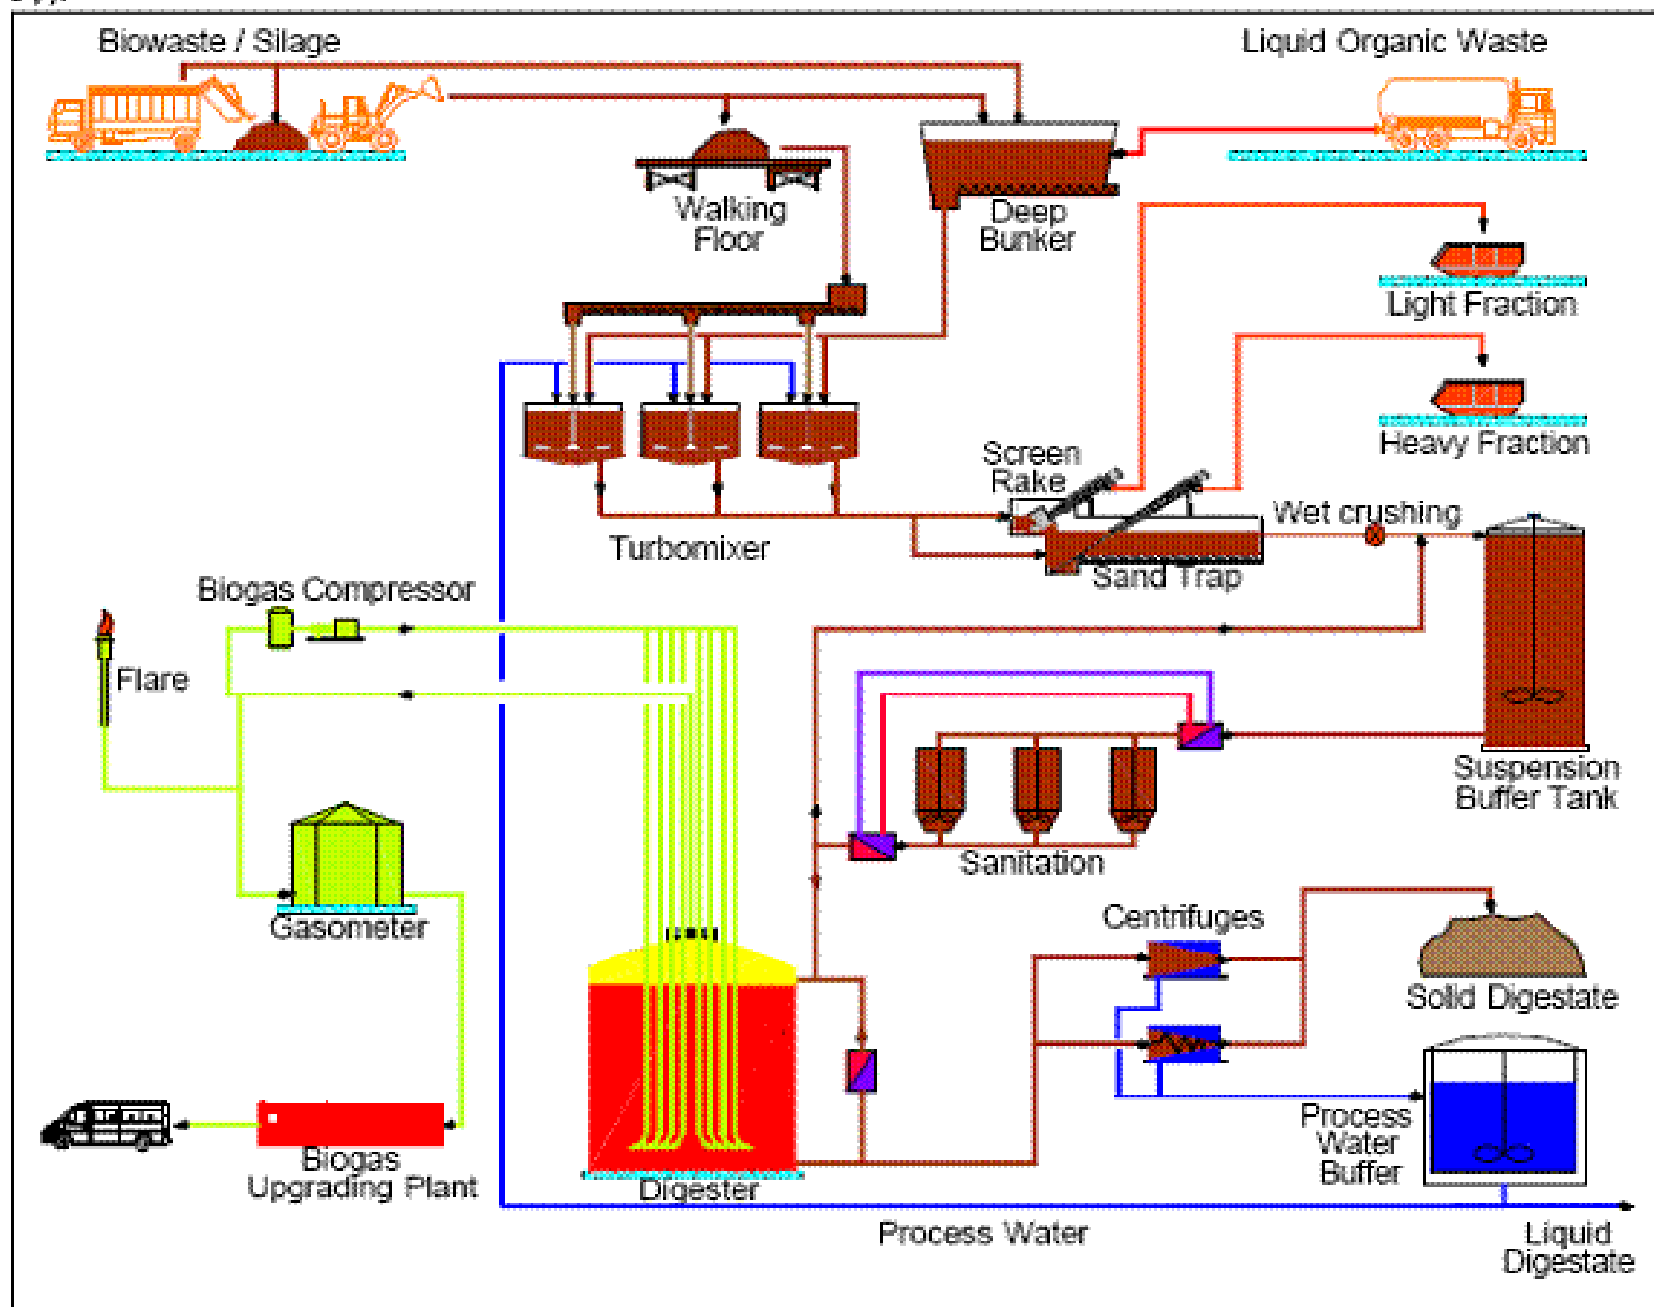 Biowaste / Silage
Liquid Organic Waste
Walking
Floor
Deep
Bunker
Light Fraction
Heavy Fraction
Screen
Rake
Wet crushing
Turbomixer
Sand Trap
Biogas Compressor
Flare
Suspension
Buffer Tank
Sanitation
Gasometer
Centrifuges
Solid Digestate
Process
Water
Buffer
Biogas
Upgrading Plant
Digester
Process Water
Liquid
Digestate